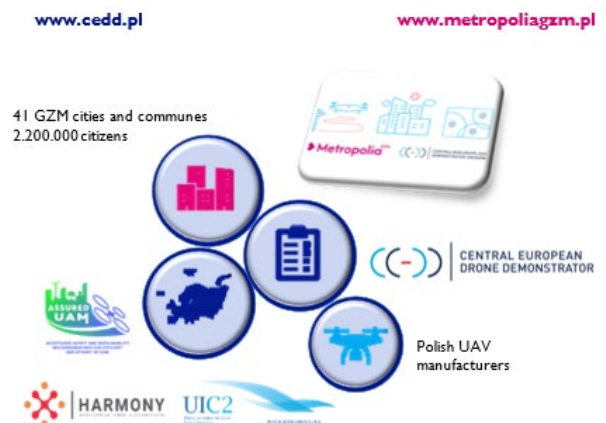 www.cedd.pl
www.metropoliagzm.pl
41 GZM cities and communes
2.200.000 citizens
Metropolia
CENTRAL EUROPEAN
DRONE DEMONSTRATOR
ASSURED
UAM
Polish UAV
manufacturers
HARMONY
UIC2